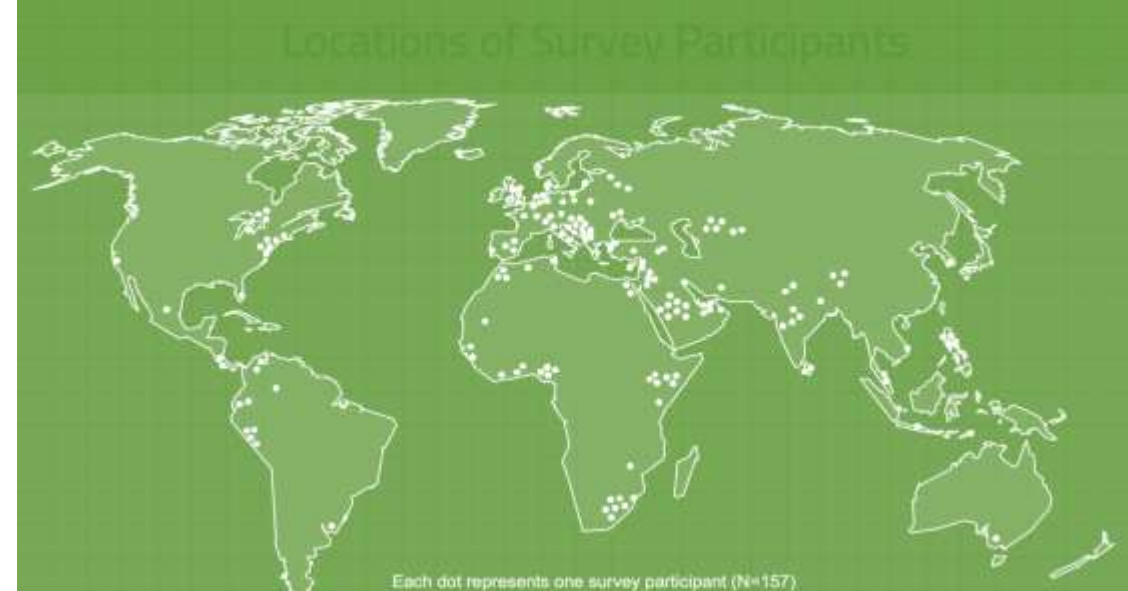 Locations of Survey Participants
Each dot represents one survey participant (N=157)